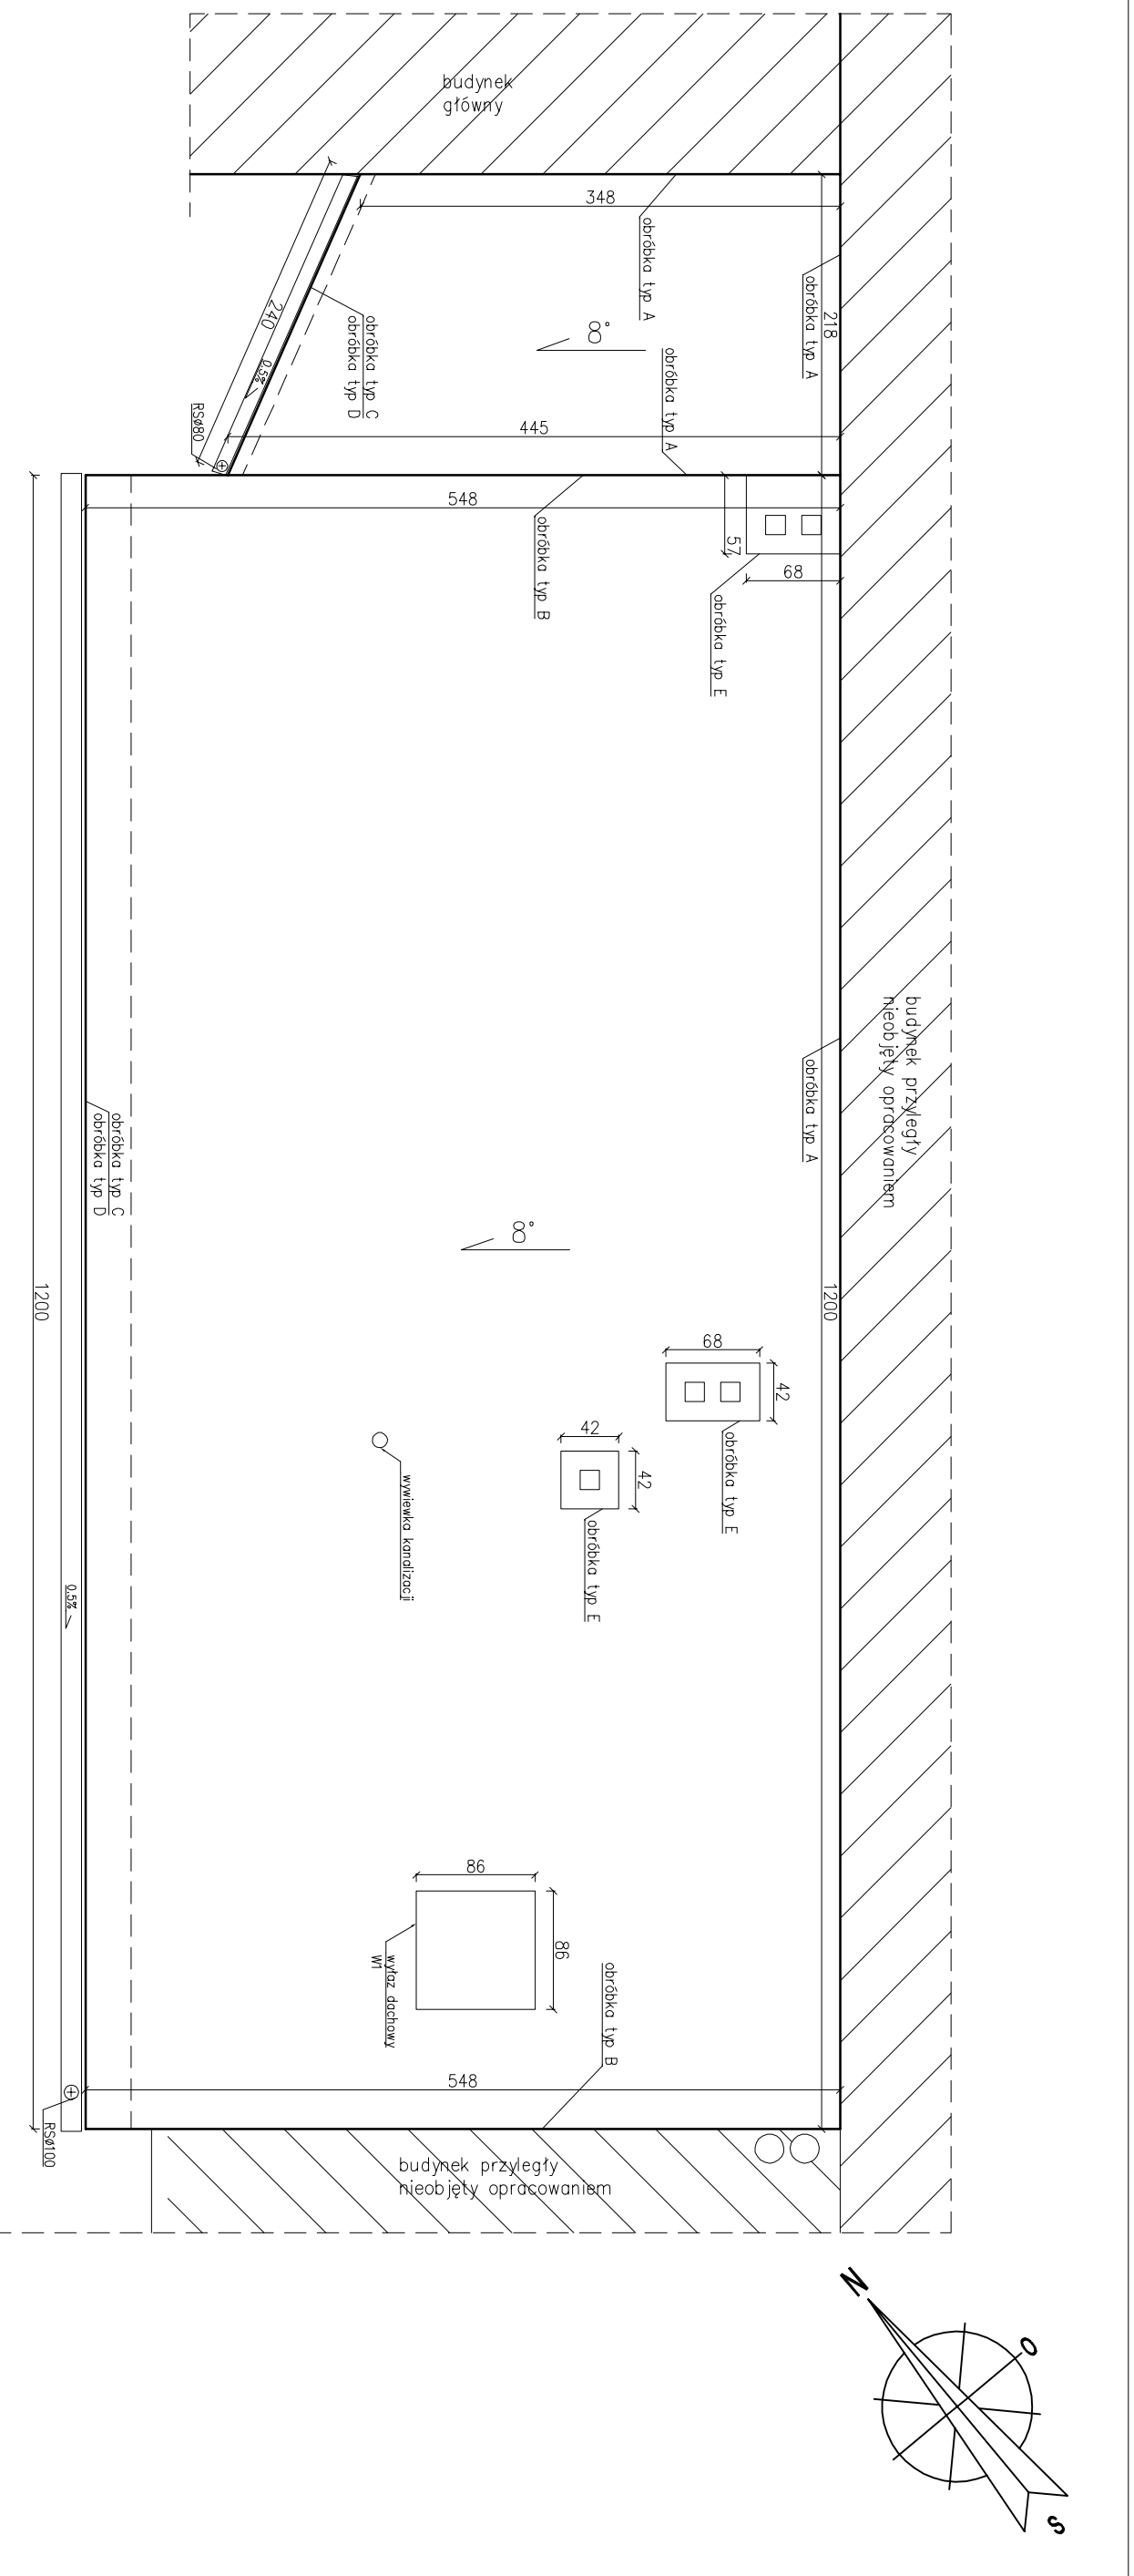 budynek
główny
348
obróbka typ A
obróbka typ A
218
8°
obróbka typ C
obróbka typ D
240
0.5%
RSø80
obróbka typ A
445
548
57
68
obróbka typ B
obróbka typ E
budynek przyległy
nieobjęty opracowaniem
obróbka typ A
obróbka typ C
obróbka typ D
1200
1200
8°
68
42
obróbka typ E
42
42
obróbka typ E
wywiewka kanalizacji
0.5%
86
86
wyłaz dachowy
W1
obróbka typ B
548
RSø100
budynek przyległy
nieobjęty opracowaniem
N
O
S